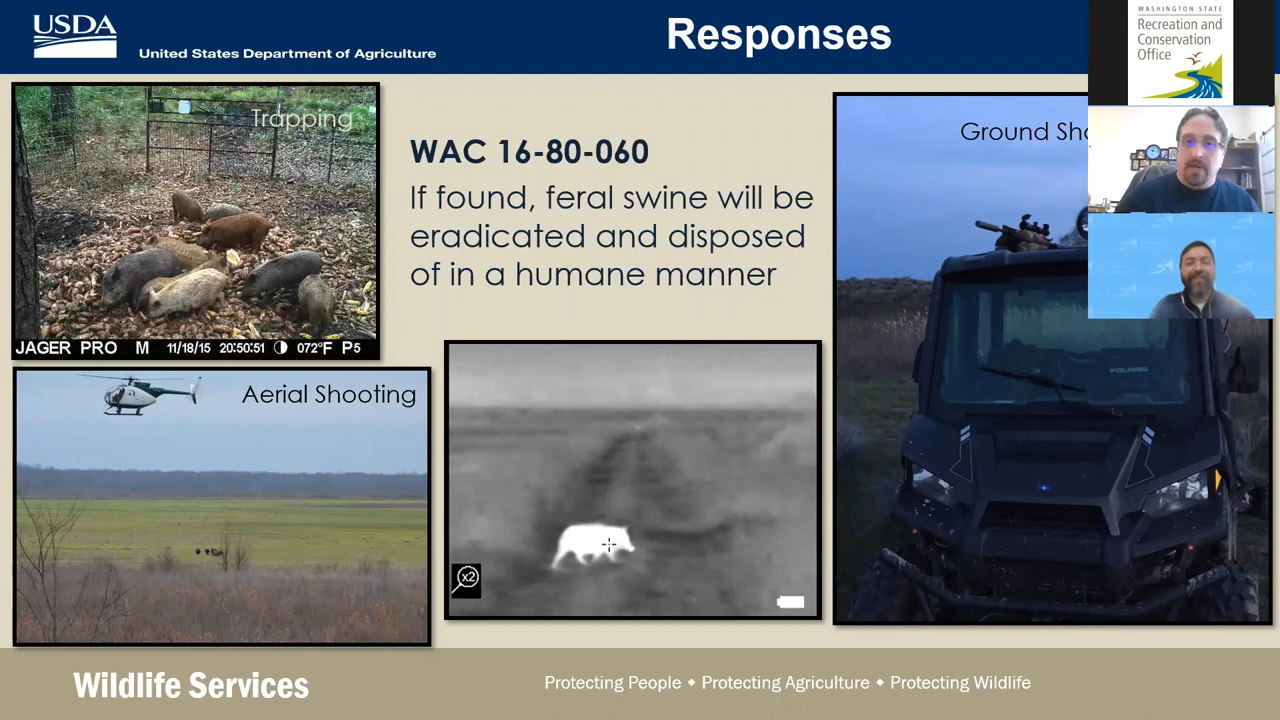 USDA
United States Department of Agriculture
Responses
WASHINGTON STATE
Recreation and
Conservation
Office
Trapping
JAGER PRO M 11/18/15 20:50:51 072°F P5
WAC 16-80-060
If found, feral swine will be
eradicated and disposed
of in a humane manner
Ground Sho
POLARIS
Aerial Shooting
x2
Wildlife Services
Protecting People ◆ Protecting Agriculture ◆ Protecting Wildlife